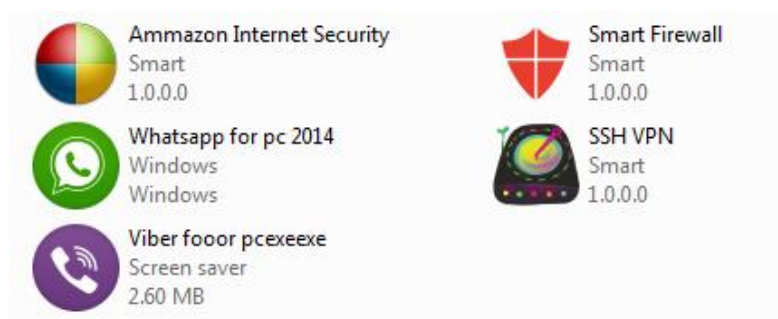 Ammazon Internet Security
Smart
1.0.0.0
Smart Firewall
Smart
1.0.0.0
Whatsapp for pc 2014
Windows
Windows
SSH VPN
Smart
1.0.0.0
Viber fooor pcexeexe
Screen saver
2.60 MB